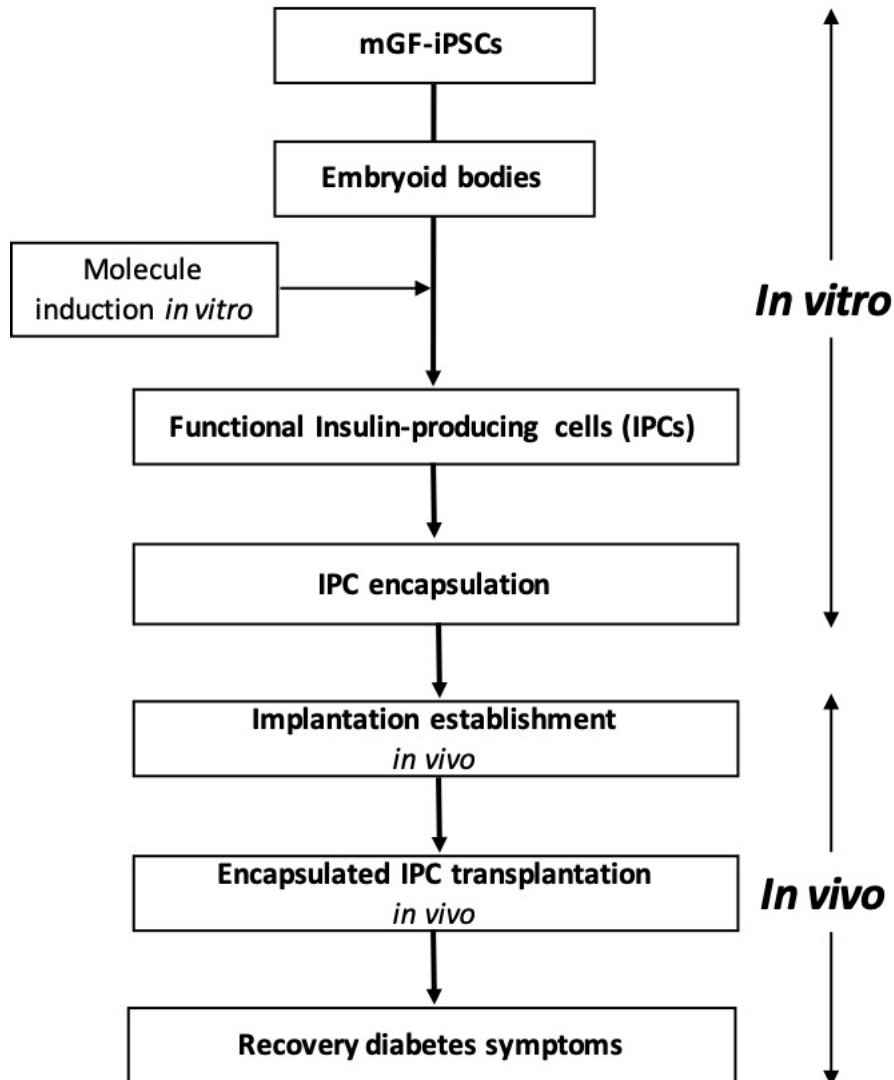 mGF-iPSCs
Embryoid bodies
Molecule
induction in vitro
In vitro
Functional Insulin-producing cells (IPCs)
IPC encapsulation
Implantation establishment
in vivo
Encapsulated IPC transplantation
in vivo
In vivo
Recovery diabetes symptoms